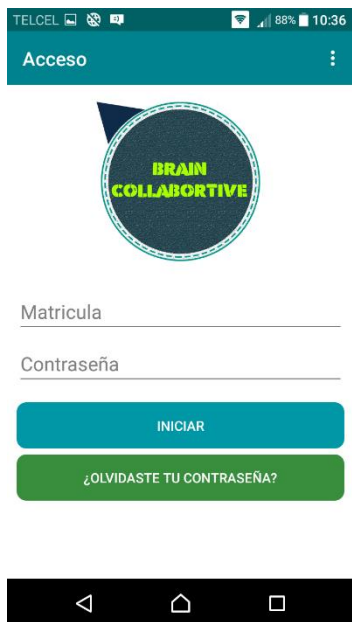 TELCEL 88% 10:36
Acceso
BRAIN
COLLABORTIVE
Matricula
Contraseña
INICIAR
¿OLVIDASTE TU CONTRASEÑA?